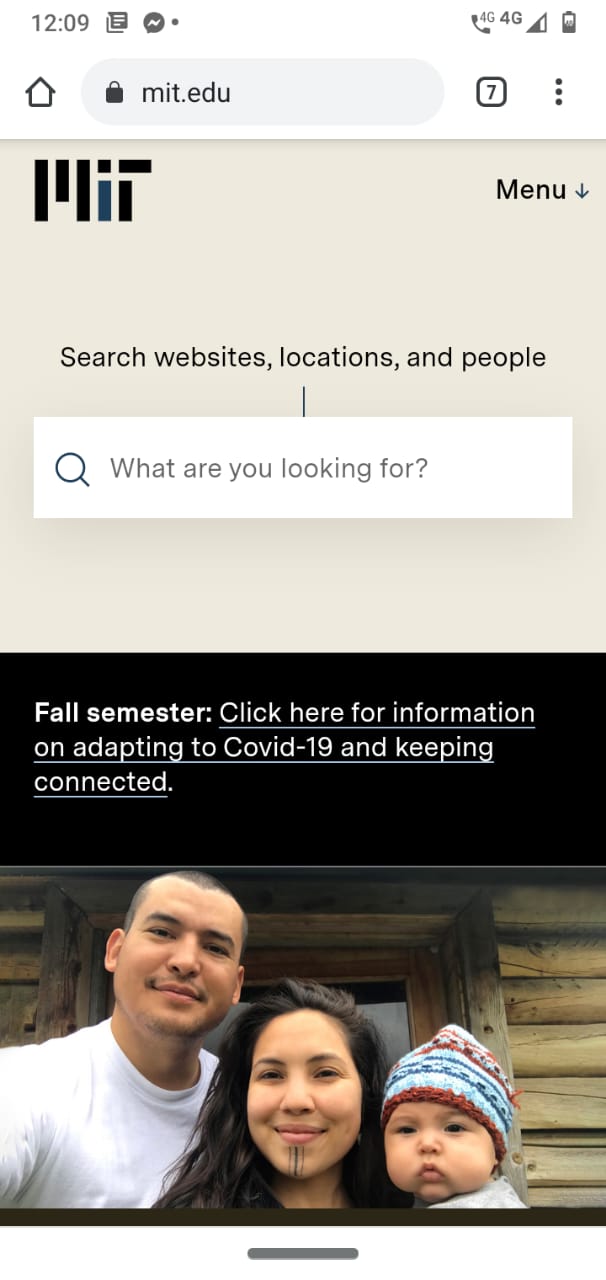 12:09
4G 4G
mit.edu
7
MIT
Menu ↓
Search websites, locations, and people
What are you looking for?
Fall semester: Click here for information
on adapting to Covid-19 and keeping
connected.